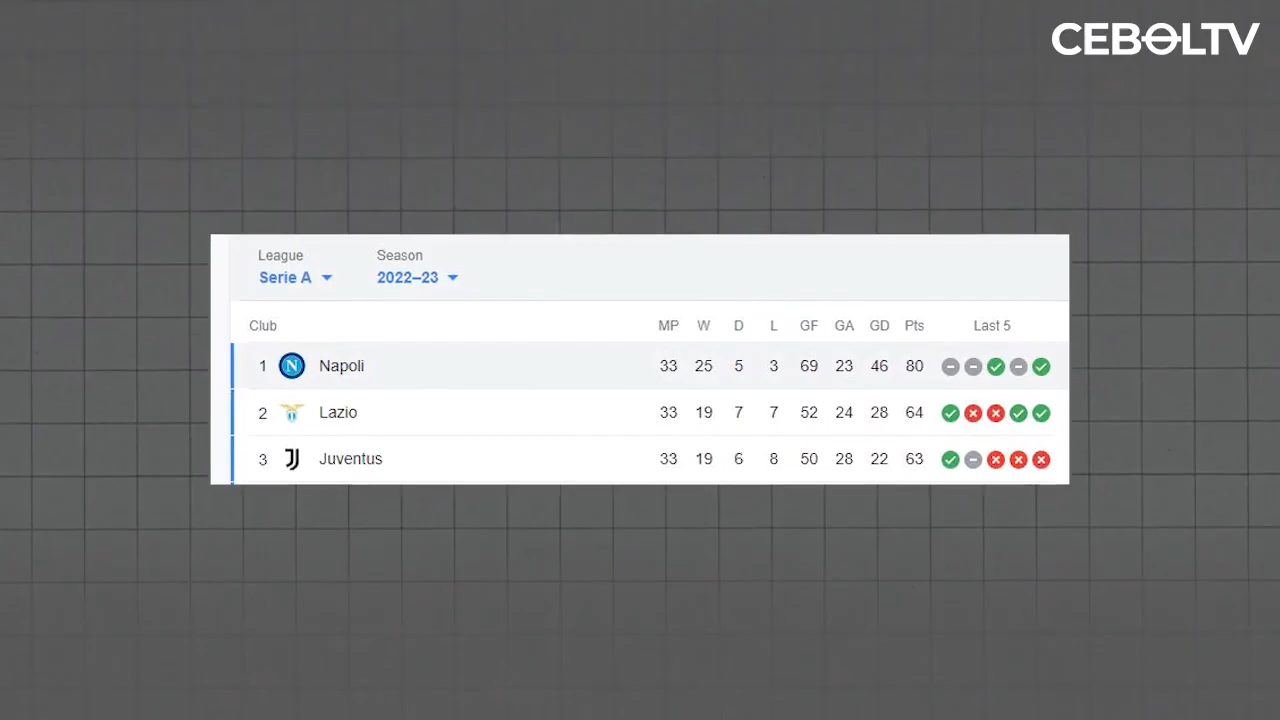 CEBOLTV
League Season
Serie A 2022–23
Club MP W D L GF GA GD Pts Last 5
1 N Napoli 33 25 5 3 69 23 46 80
2 Lazio 33 19 7 7 52 24 28 64
3 Juventus 33 19 6 8 50 28 22 63